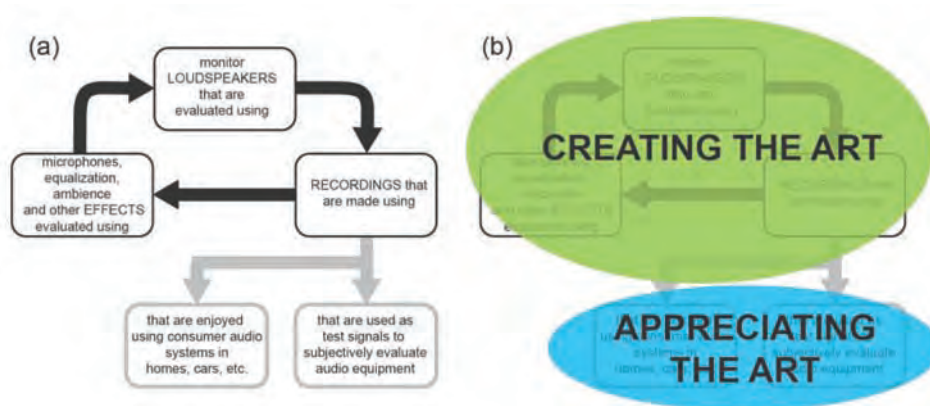 (a)
monitor
LOUDSPEAKERS
that are
evaluated using
microphones,
equalization,
ambience
and other EFFECTS
evaluated using
RECORDINGS that
are made using
that are enjoyed
using consumer audio
systems in
homes, cars, etc.
that are used as
test signals to
subjectively evaluate
audio equipment
(b)
CREATING THE ART
APPRECIATING
THE ART